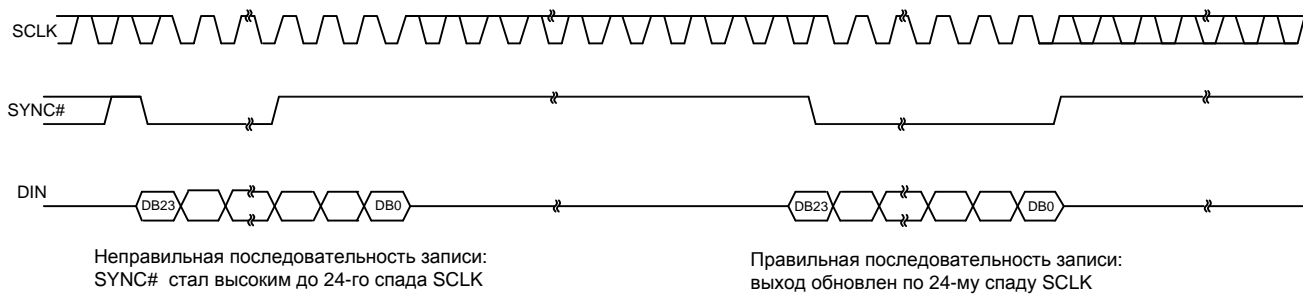 SCLK
SYNC#
DIN
DB23
DB0
DB23
DB0
Неправильная последовательность записи:
SYNC# стал высоким до 24-го спада SCLK
Правильная последовательность записи:
выход обновлен по 24-му спаду SCLK